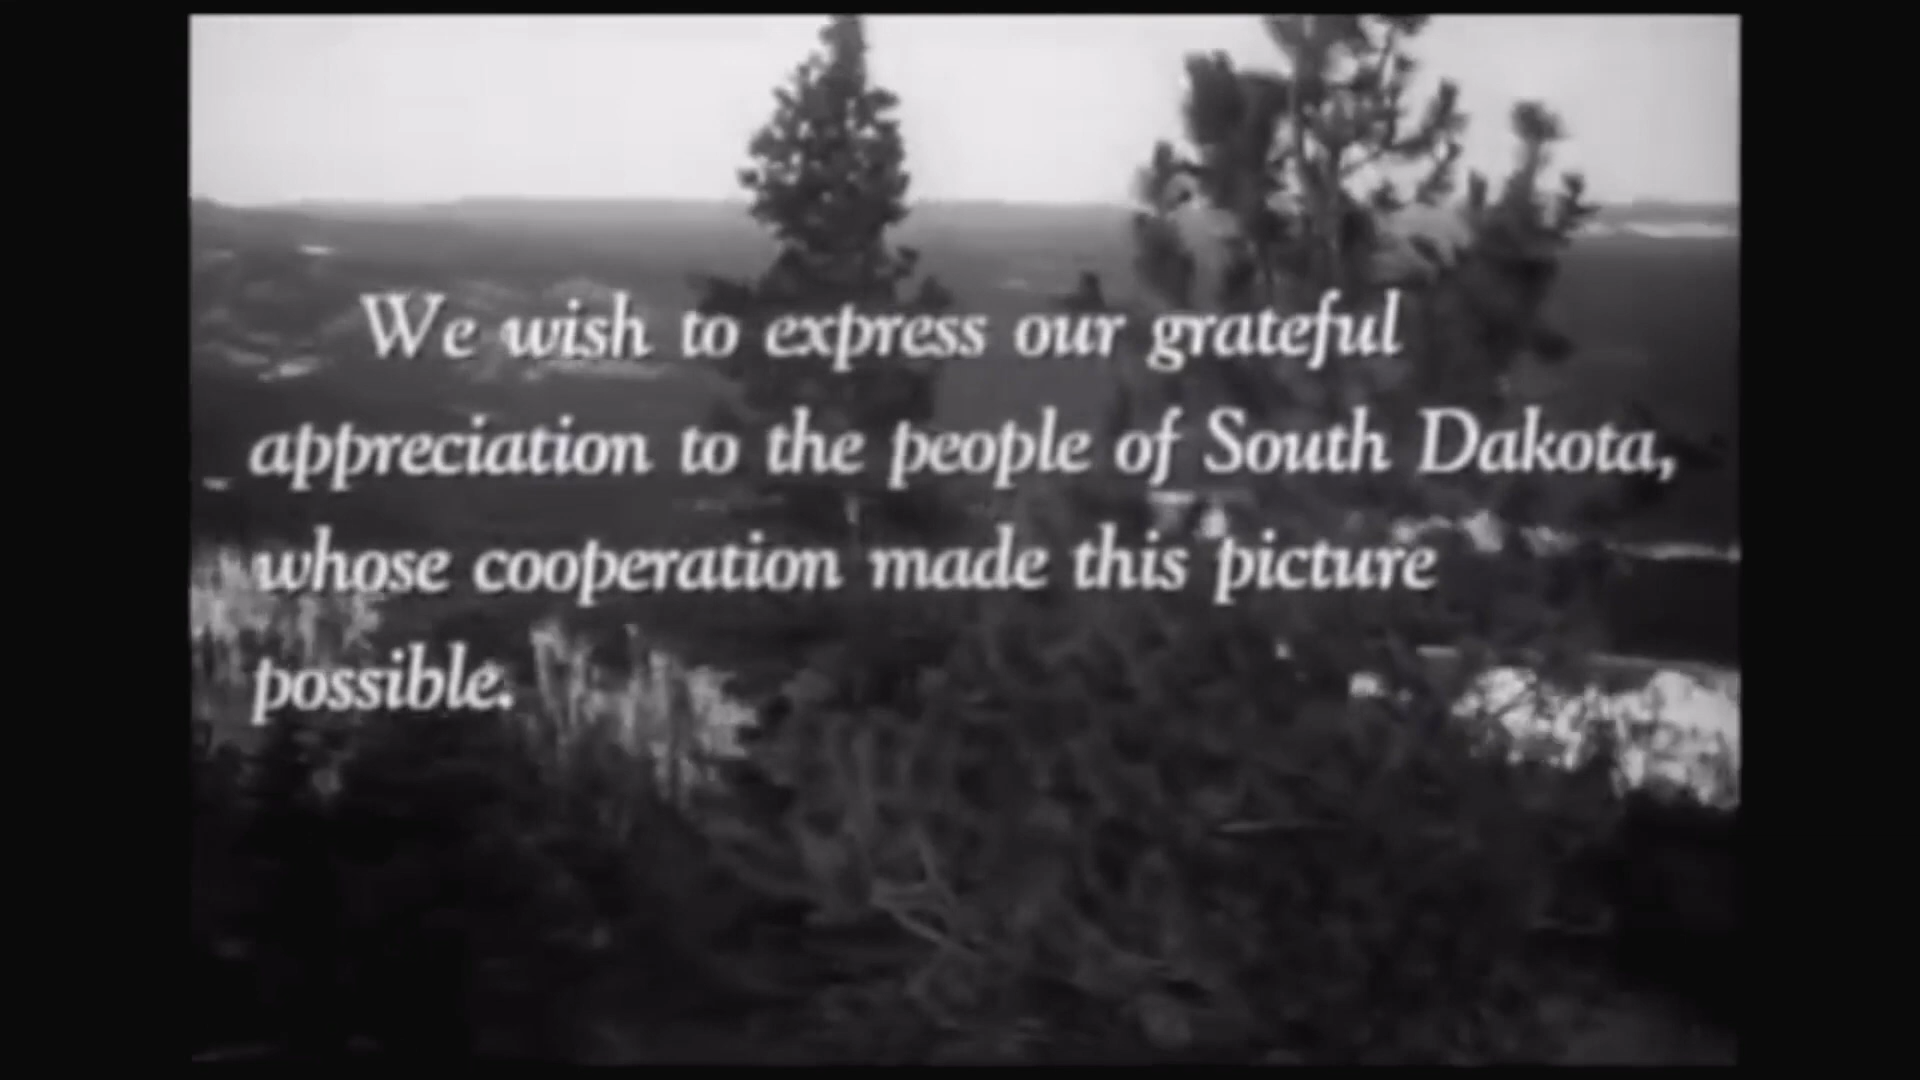 We wish to express our grateful
appreciation to the people of South Dakota,
whose cooperation made this picture
possible.